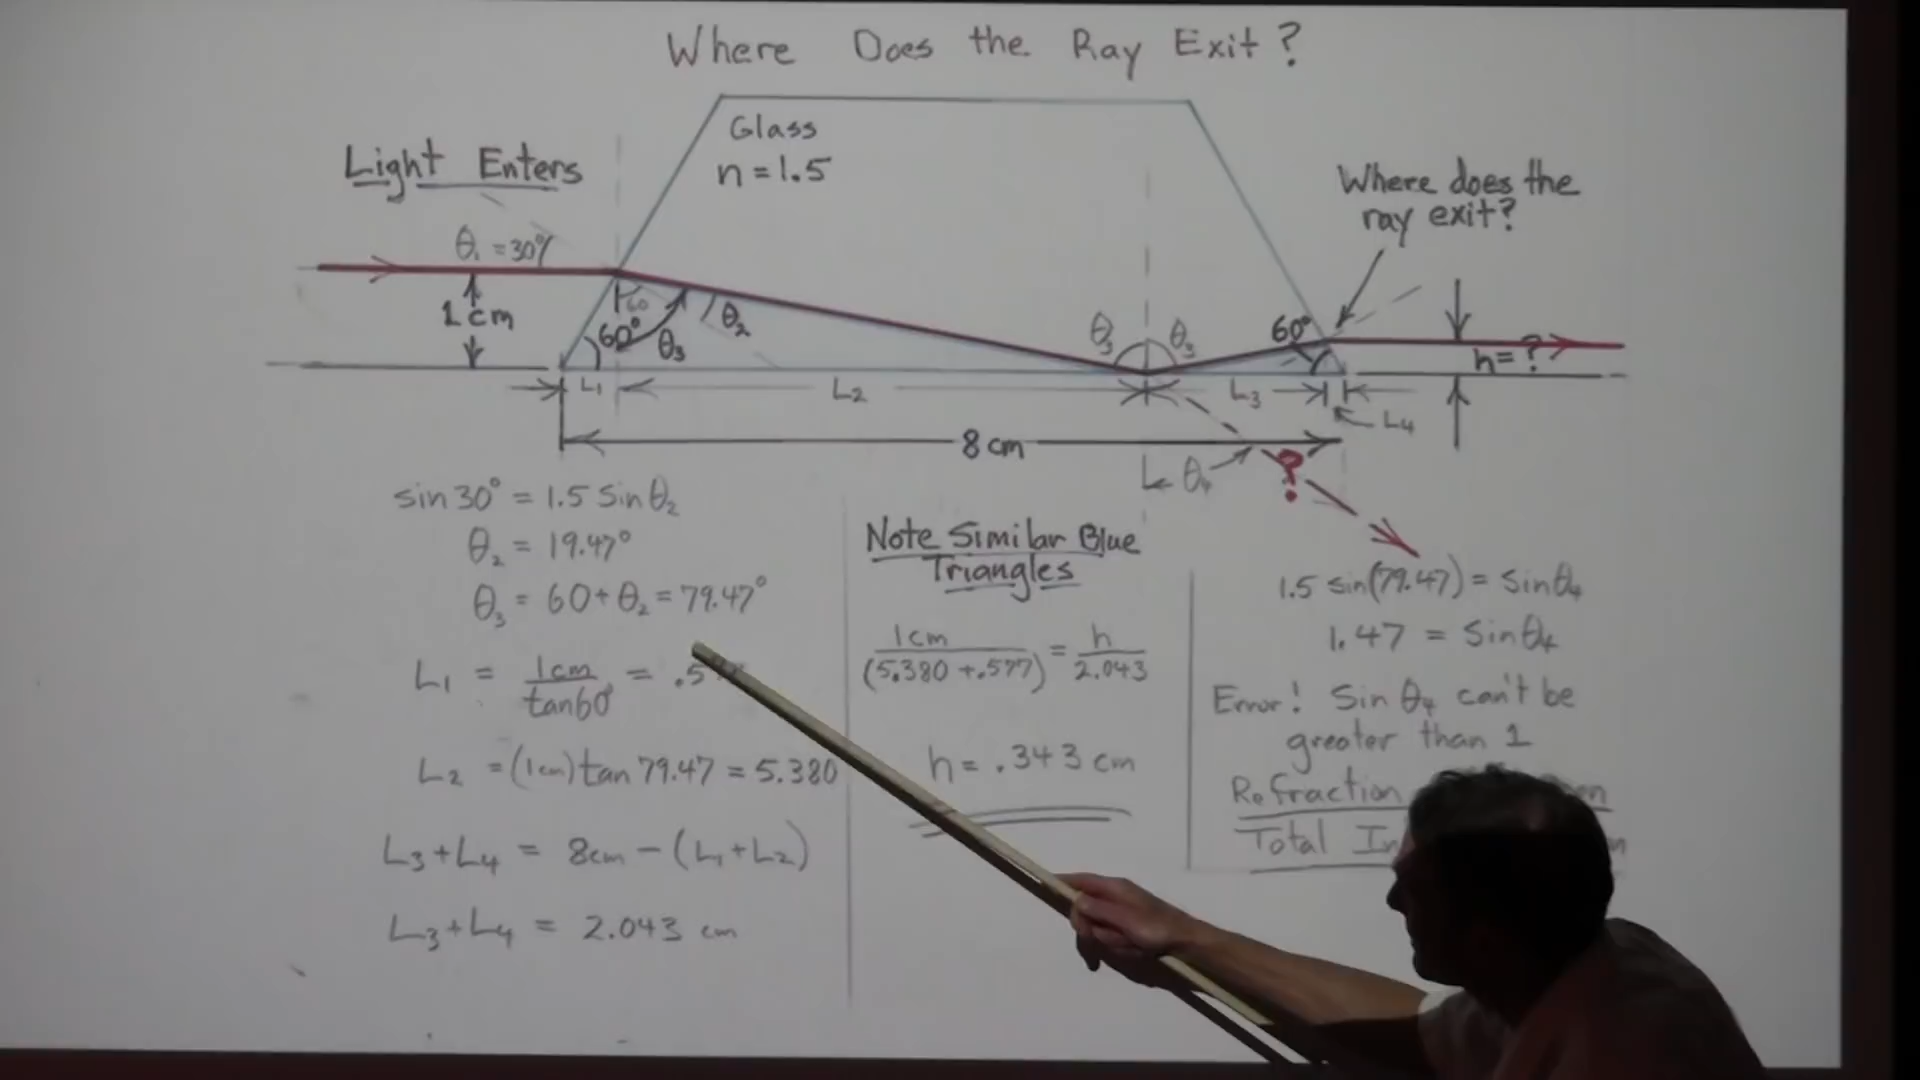 Where Does the Ray Exit?
Glass
n = 1.5
Light Enters
Where does the
ray exit?
θ₁ = 30°
1 cm
60
60°
θ₃
θ₂
θ₃
θ₃
60°
h = ?
L₁
L₂
L₃
L₄
8 cm
θ₄
?
sin 30° = 1.5 sin θ₂
θ₂ = 19.47°
θ₃ = 60 + θ₂ = 79.47°
L₁ = 1cm / tan 60° = .5
L₂ = (1cm) tan 79.47 = 5.380
L₃ + L₄ = 8cm - (L₁ + L₂)
L₃ + L₄ = 2.043 cm
Note Similar Blue
Triangles
1cm / (5.380 + .577) = h / 2.043
h = .343 cm
1.5 sin(79.47) = sin θ₄
1.47 = sin θ₄
Error! Sin θ₄ can't be
greater than 1
Refraction
Total